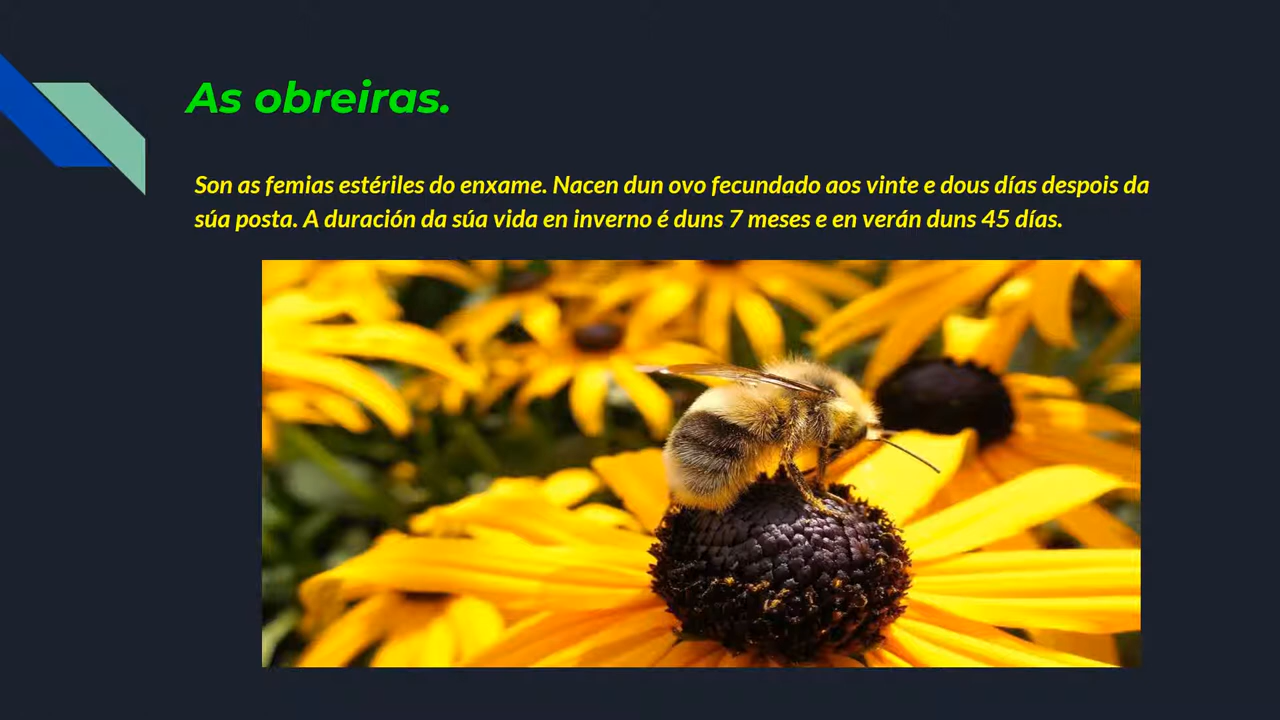 As obreiras.
Son as femias estériles do enxame. Nacen dun ovo fecundado aos vinte e dous días despois da
súa posta. A duración da súa vida en inverno é duns 7 meses e en verán duns 45 días.